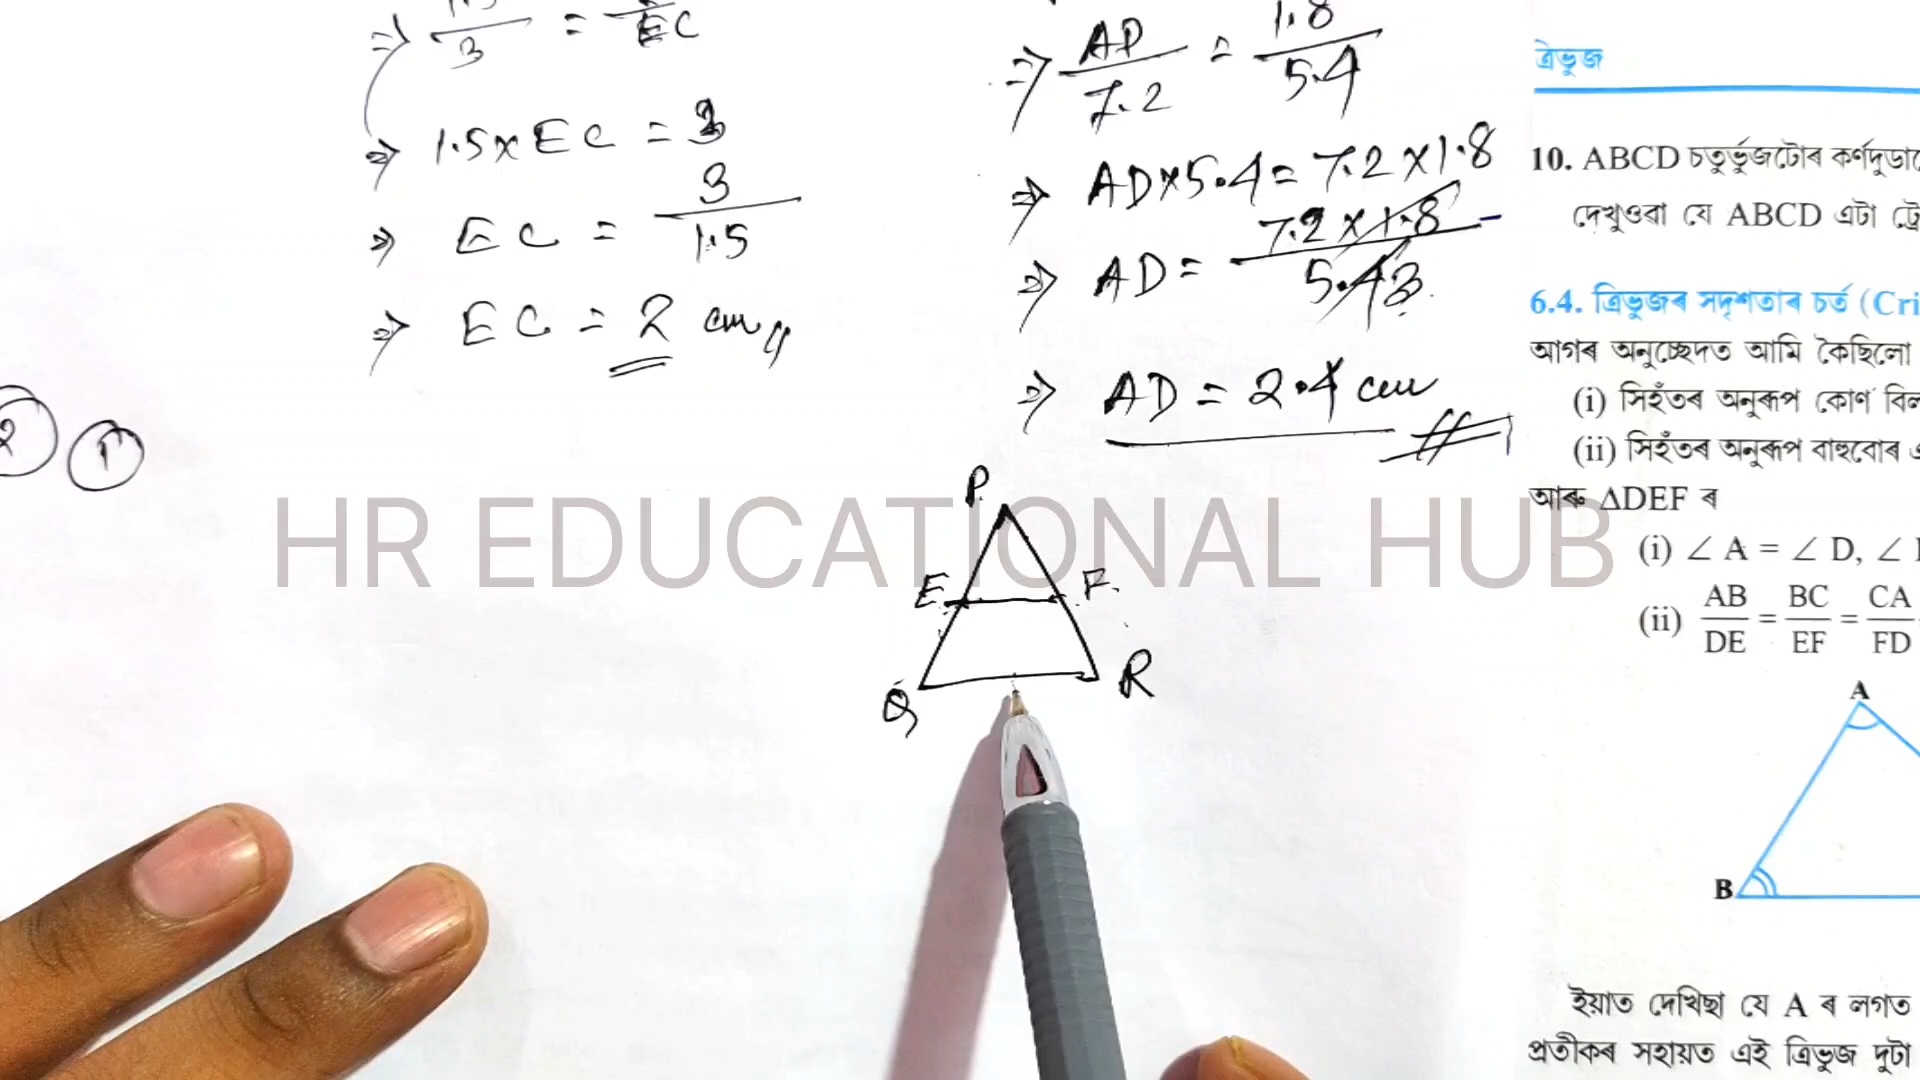 ⇒ 1.5/3 = 1/EC
⇒ 1.5 × EC = 3
⇒ EC = 3/1.5
⇒ EC = 2 cm
2 1
⇒ AD/7.2 = 1.8/5.4
⇒ AD × 5.4 = 7.2 × 1.8
⇒ AD = 7.2 × 1.8 / 5.4 3
⇒ AD = 2.4 cm
P
E F
Q R
HR EDUCATIONAL HUB
ত্ৰিভুজ
10. ABCD চতুৰ্ভুজটোৰ কৰ্ণদুডা
দেখুওৱা যে ABCD এটা ট্ৰে
6.4. ত্ৰিভুজৰ সদৃশতাৰ চৰ্ত (Cri
আগৰ অনুচ্ছেদত আমি কৈছিলো
(i) সিহঁতৰ অনুৰূপ কোণ বিল
(ii) সিহঁতৰ অনুৰূপ বাহুবোৰ
আৰু ΔDEF ৰ
(i) ∠ A = ∠ D, ∠
(ii) AB/DE = BC/EF = CA/FD
A
B
ইয়াত দেখিছা যে A ৰ লগত
প্ৰতীকৰ সহায়ত এই ত্ৰিভুজ দুটা